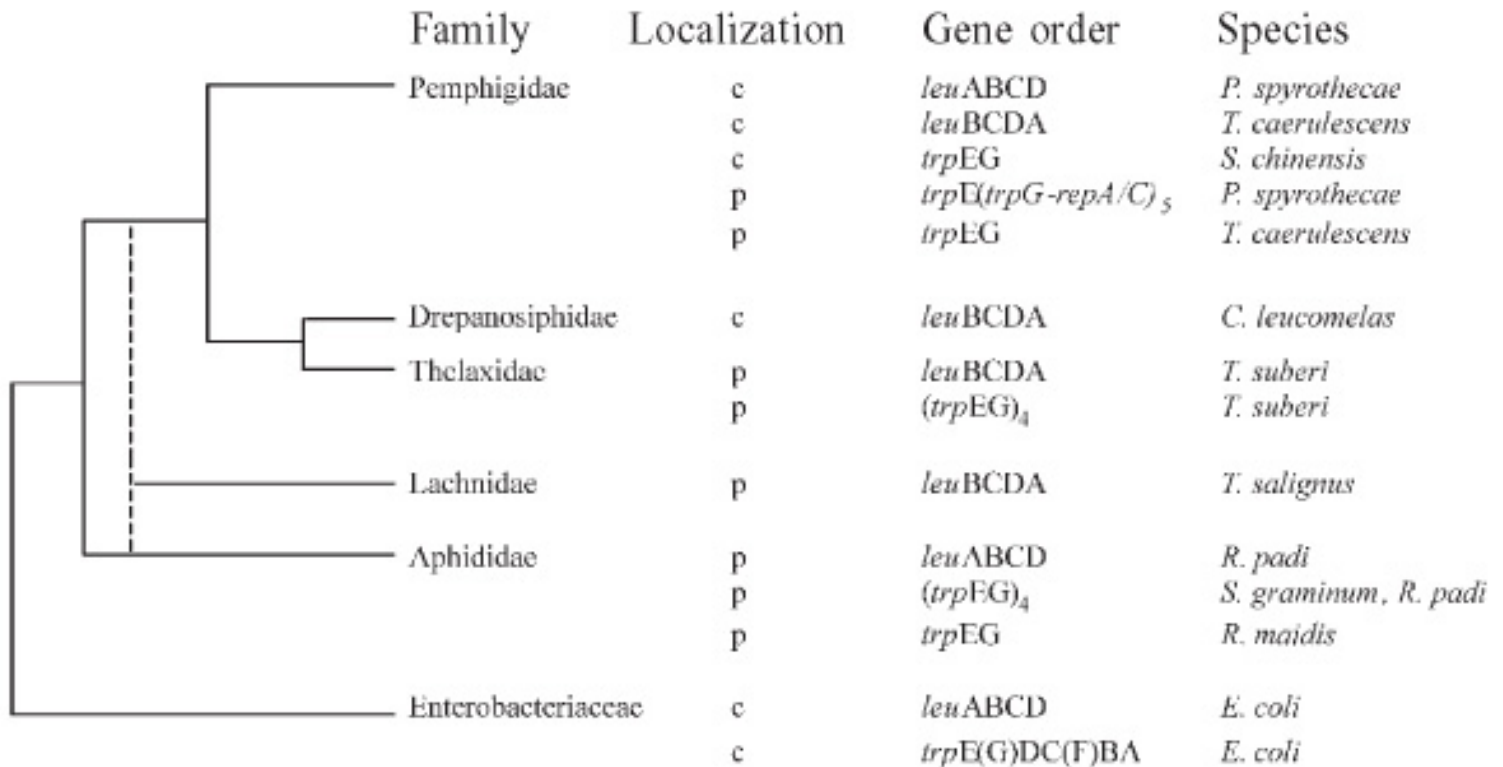 Family Localization Gene order Species
Pemphigidae c leuABCD P. spyrothecae
c leuBCDA T. caerulescens
c trpEG S. chinensis
p trpE(trpG-repA/C)5 P. spyrothecae
p trpEG T. caerulescens
Drepanosiphidae c leuBCDA C. leucomelas
Thelaxidae p leuBCDA T. suberi
p (trpEG)4 T. suberi
Lachnidae p leuBCDA T. salignus
Aphididae p leuABCD R. padi
p (trpEG)4 S. graminum, R. padi
p trpEG R. maidis
Enterobacteriaceae c leuABCD E. coli
c trpE(G)DC(F)BA E. coli